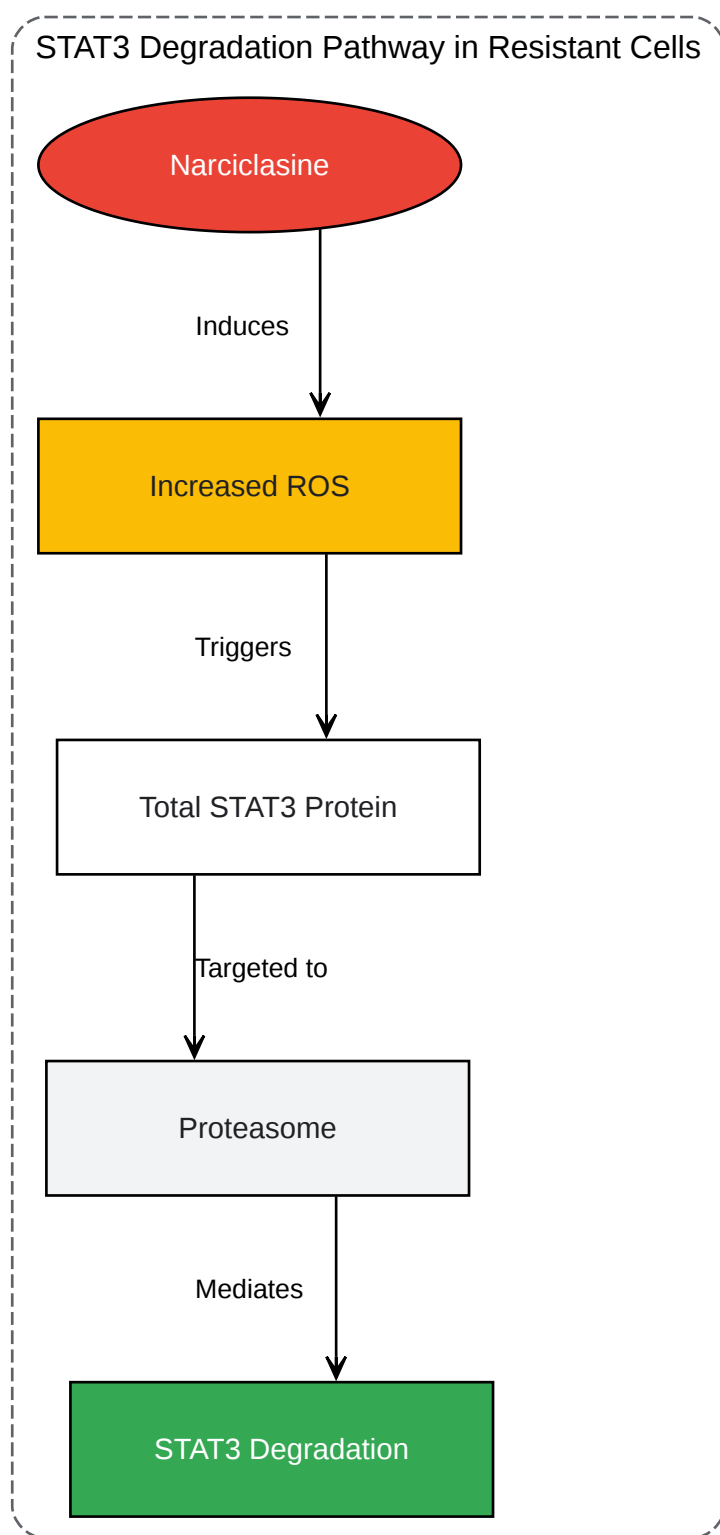 STAT3 Degradation Pathway in Resistant Cells
Narciclasine
Induces
Increased ROS
Triggers
Total STAT3 Protein
Targeted to
Proteasome
Mediates
STAT3 Degradation